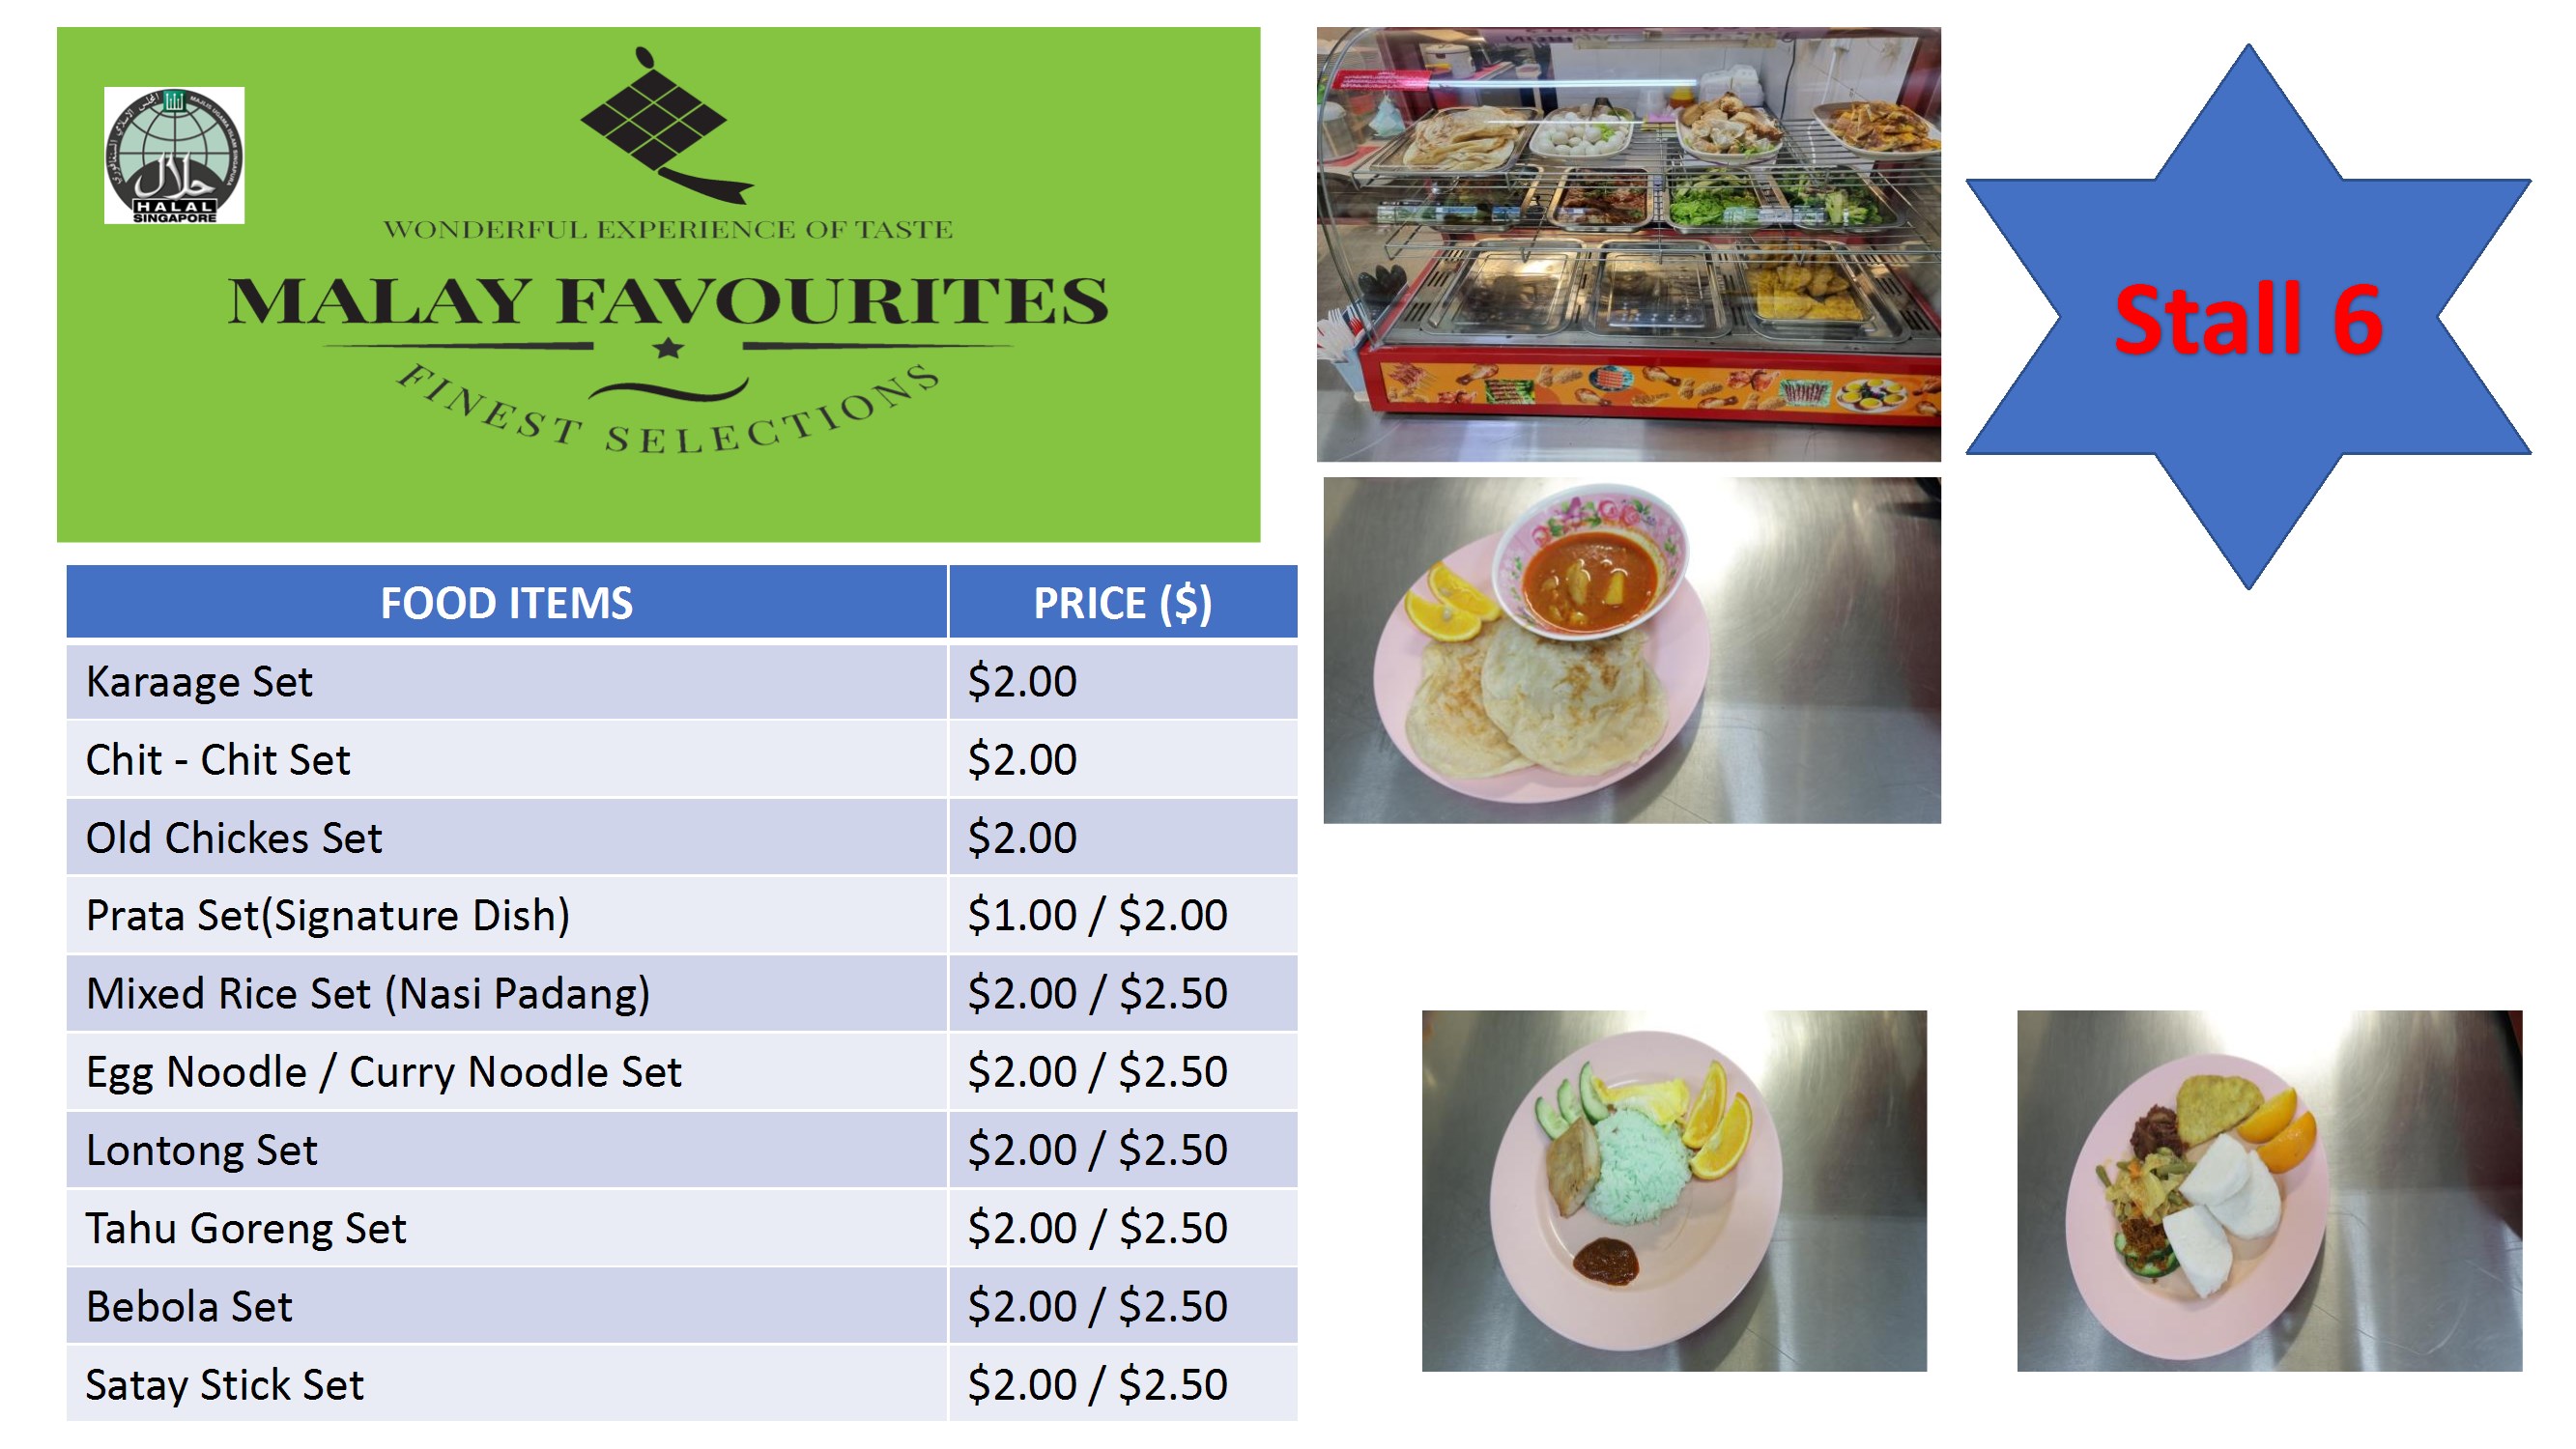 HALAL
SINGAPORE
WONDERFUL EXPERIENCE OF TASTE
MALAY FAVOURITES
FINEST SELECTIONS
Stall 6
FOOD ITEMS PRICE ($)
Karaage Set $2.00
Chit - Chit Set $2.00
Old Chickes Set $2.00
Prata Set(Signature Dish) $1.00 / $2.00
Mixed Rice Set (Nasi Padang) $2.00 / $2.50
Egg Noodle / Curry Noodle Set $2.00 / $2.50
Lontong Set $2.00 / $2.50
Tahu Goreng Set $2.00 / $2.50
Bebola Set $2.00 / $2.50
Satay Stick Set $2.00 / $2.50